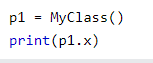 p1 = MyClass()
print(p1.x)